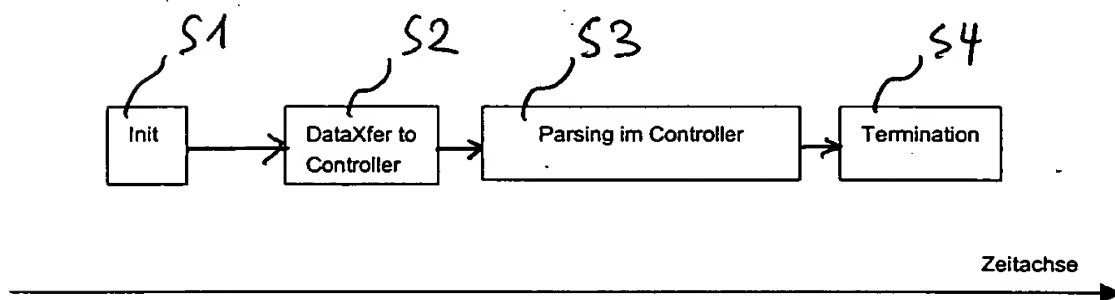 S1 S2 S3 S4
Init
DataXfer to
Controller
Parsing im Controller
Termination
Zeitachse